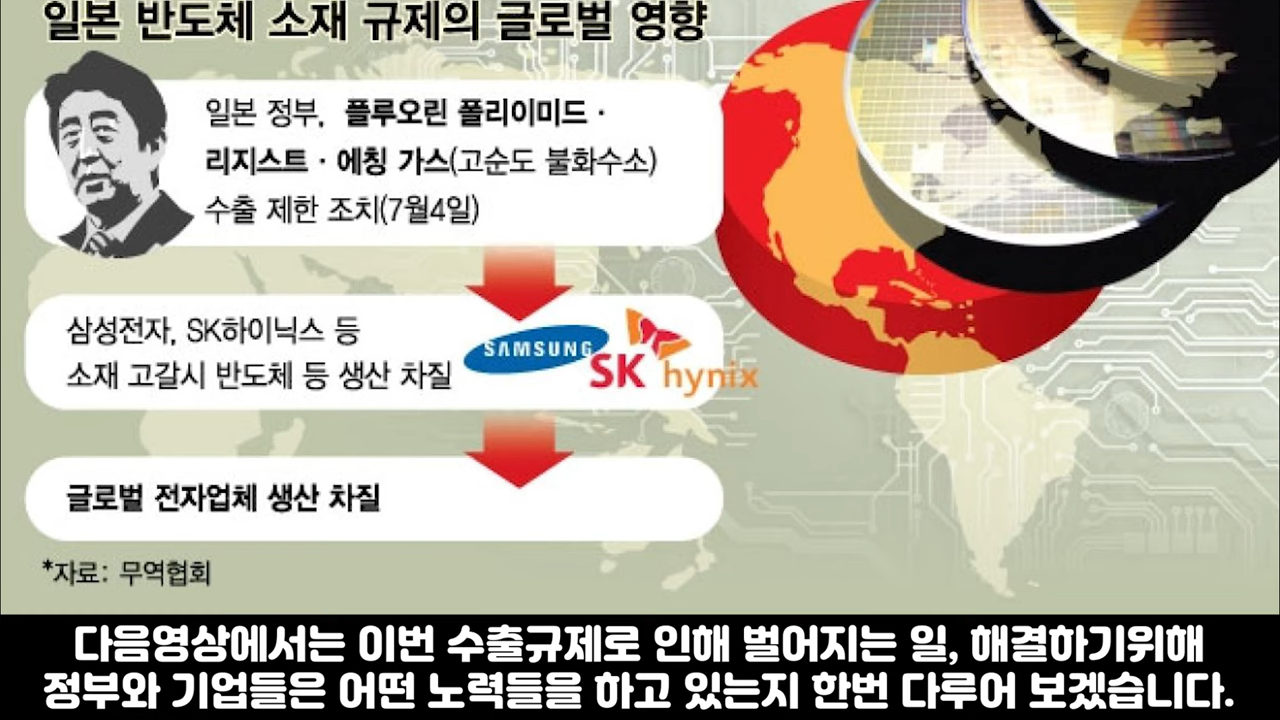 일본 반도체 소재 규제의 글로벌 영향
일본 정부, 플루오린 폴리이미드 ·
리지스트 · 에칭 가스(고순도 불화수소)
수출 제한 조치(7월4일)
삼성전자, SK하이닉스 등
소재 고갈시 반도체 등 생산 차질
SAMSUNG
SK hynix
글로벌 전자업체 생산 차질
*자료: 무역협회
다음영상에서는 이번 수출규제로 인해 벌어지는 일, 해결하기위해
정부와 기업들은 어떤 노력들을 하고 있는지 한번 다루어 보겠습니다.